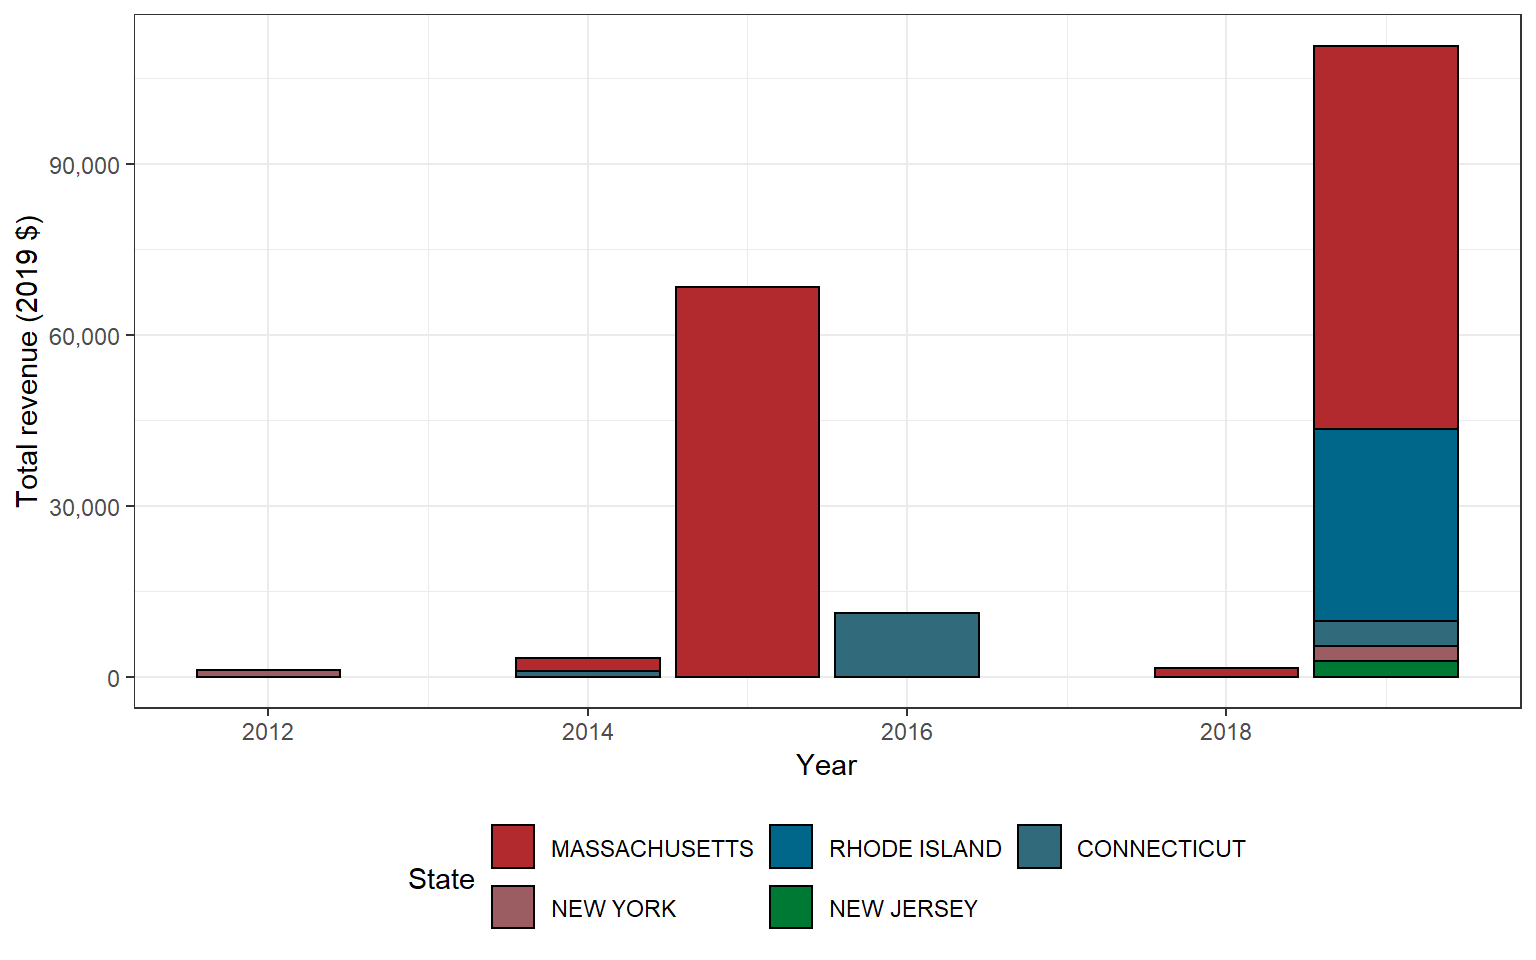 Total revenue (2019 $)
90,000
60,000
30,000
0
2012 2014 2016 2018
Year
State
MASSACHUSETTS RHODE ISLAND CONNECTICUT
NEW YORK NEW JERSEY